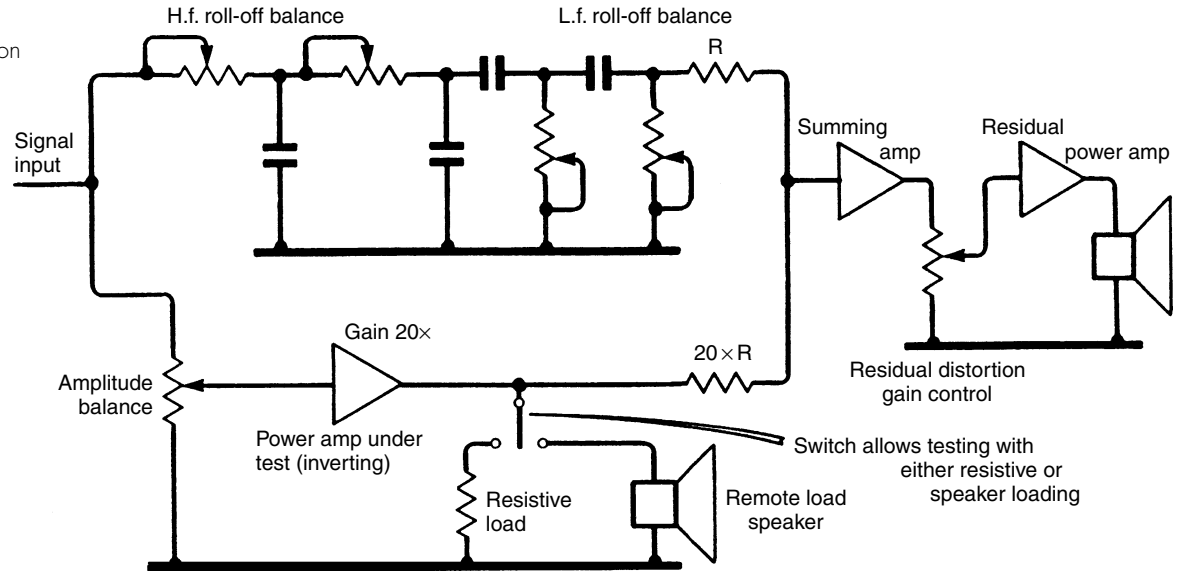 H.f. roll-off balance
L.f. roll-off balance
on
R
Signal
input
Summing
amp
Residual
power amp
Gain 20×
20×R
Amplitude
balance
Power amp under
test (inverting)
Residual distortion
gain control
Switch allows testing with
either resistive or
speaker loading
Resistive
load
Remote load
speaker